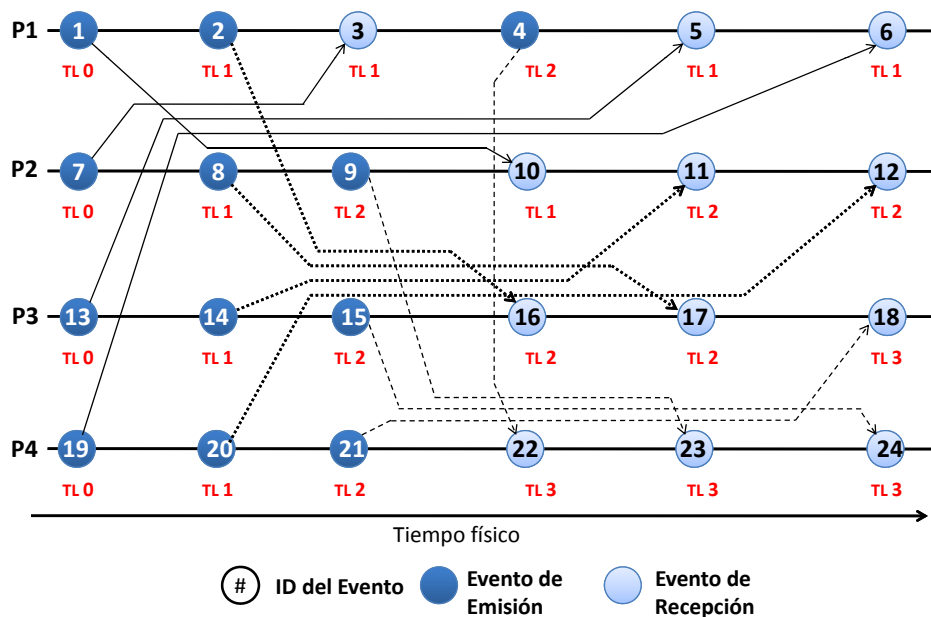 P1 1 2 3 4 5 6
TL 0 TL 1 TL 1 TL 2 TL 1 TL 1
P2 7 8 9 10 11 12
TL 0 TL 1 TL 2 TL 1 TL 2 TL 2
P3 13 14 15 16 17 18
TL 0 TL 1 TL 2 TL 2 TL 2 TL 3
P4 19 20 21 22 23 24
TL 0 TL 1 TL 2 TL 3 TL 3 TL 3
Tiempo físico
# ID del Evento
Evento de
Emisión
Evento de
Recepción